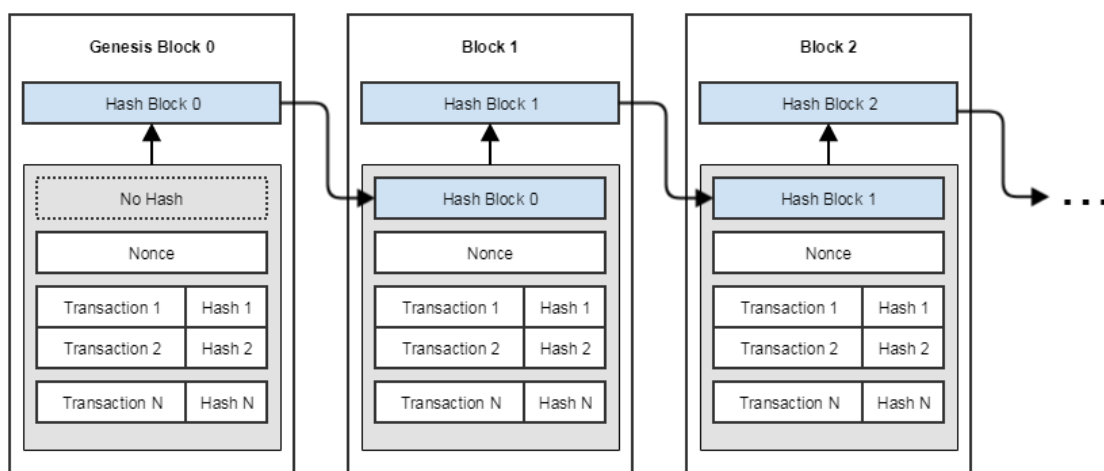 Genesis Block 0
Hash Block 0
No Hash
Nonce
Transaction 1 Hash 1
Transaction 2 Hash 2
Transaction N Hash N
Block 1
Hash Block 1
Hash Block 0
Nonce
Transaction 1 Hash 1
Transaction 2 Hash 2
Transaction N Hash N
Block 2
Hash Block 2
Hash Block 1
Nonce
Transaction 1 Hash 1
Transaction 2 Hash 2
Transaction N Hash N
...